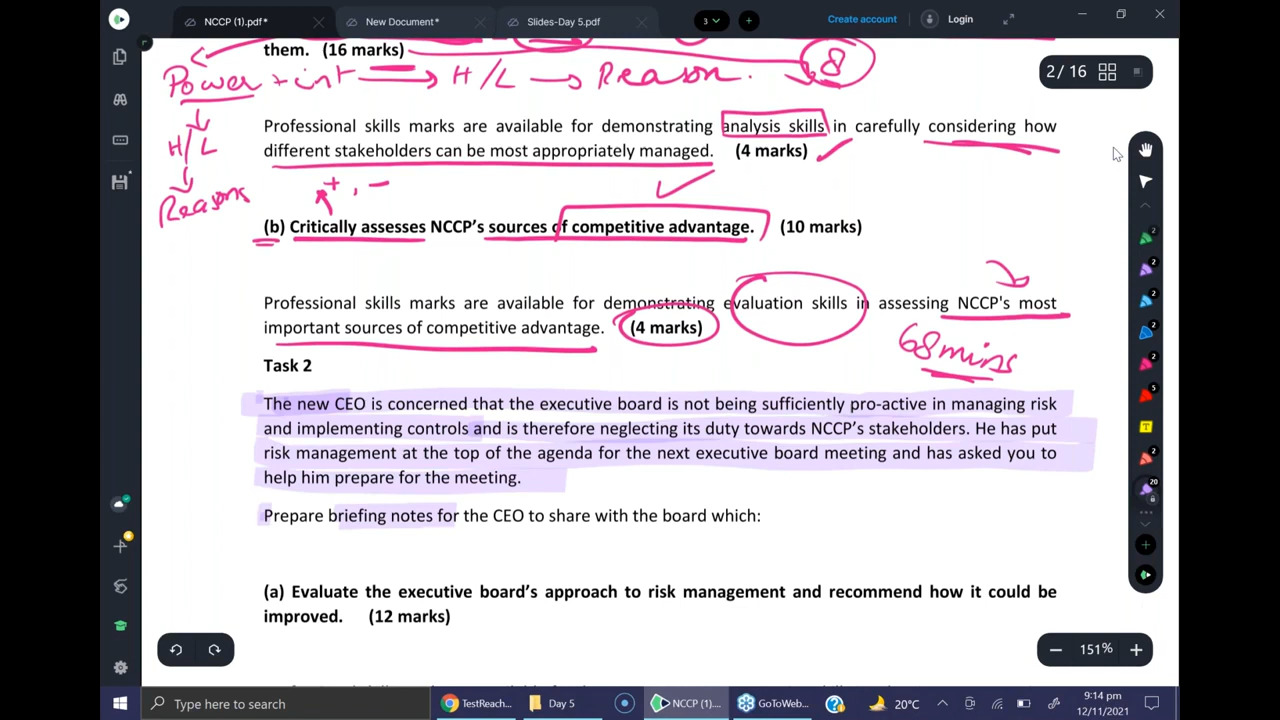 NCCP (1).pdf*
New Document*
Slides-Day 5.pdf
3
Create account
Login
them. (16 marks)
8
2 / 16
Power + int → H/L → Reason.
H/L
Reasons
Professional skills marks are available for demonstrating analysis skills in carefully considering how
different stakeholders can be most appropriately managed. (4 marks)
+, -
(b) Critically assesses NCCP's sources of competitive advantage. (10 marks)
Professional skills marks are available for demonstrating evaluation skills in assessing NCCP's most
important sources of competitive advantage. (4 marks)
68 mins
Task 2
The new CEO is concerned that the executive board is not being sufficiently pro-active in managing risk
and implementing controls and is therefore neglecting its duty towards NCCP's stakeholders. He has put
risk management at the top of the agenda for the next executive board meeting and has asked you to
help him prepare for the meeting.
Prepare briefing notes for the CEO to share with the board which:
(a) Evaluate the executive board's approach to risk management and recommend how it could be
improved. (12 marks)
2
2
2
2
2
5
T
2
20
151%
Type here to search
TestReach...
Day 5
NCCP (1)....
GoToWeb...
20°C
9:14 pm
12/11/2021